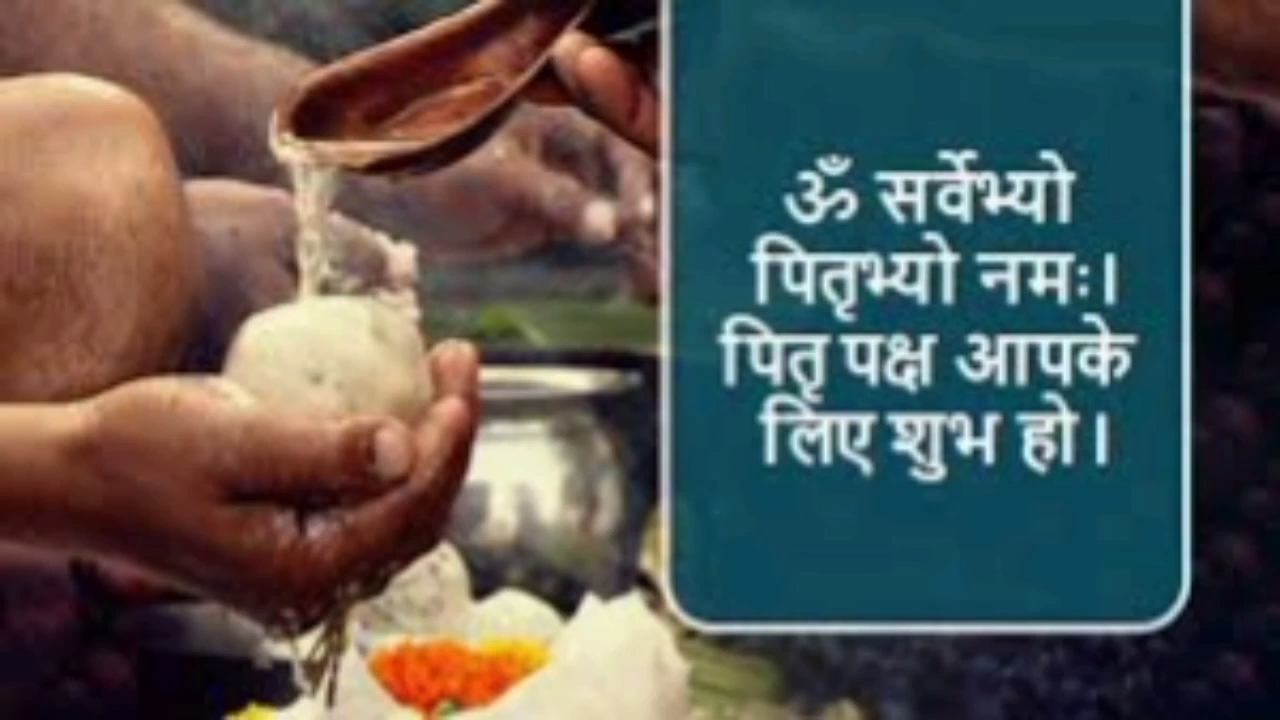 ॐ सर्वेभ्यो
पितृभ्यो नमः।
पितृ पक्ष आपके
लिए शुभ हो।